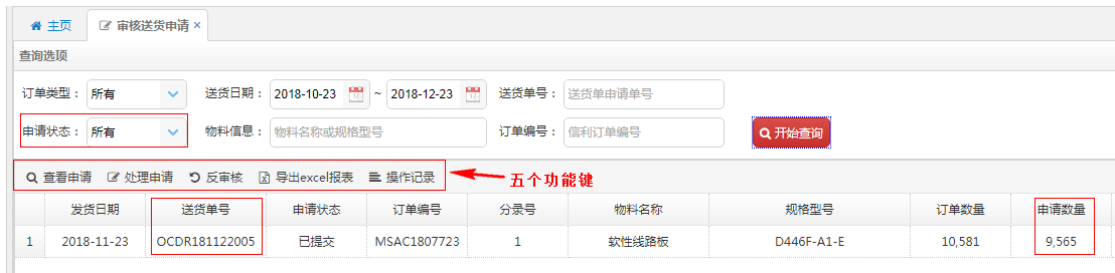 主页 审核送货申请 ×
查询选项
订单类型： 所有 送货日期： 2018-10-23 ~ 2018-12-23 送货单号： 送货单申请单号
申请状态： 所有 物料信息： 物料名称或规格型号 订单编号： 信利订单编号 开始查询
查看申请 处理申请 反审核 导出excel报表 操作记录 五个功能键
发货日期 送货单号 申请状态 订单编号 分录号 物料名称 规格型号 订单数量 申请数量
1 2018-11-23 OCDR181122005 已提交 MSAC1807723 1 软性线路板 D446F-A1-E 10,581 9,565